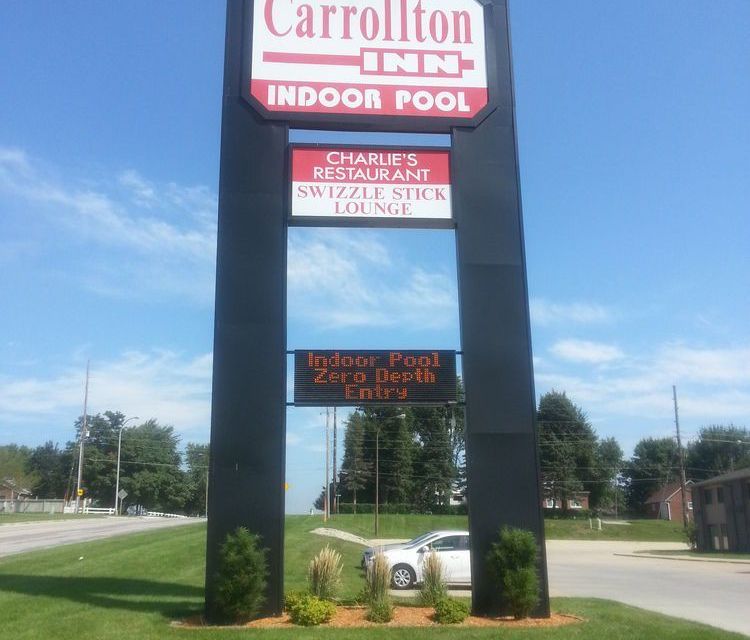 Carrollton
INN
INDOOR POOL
CHARLIE'S
RESTAURANT
SWIZZLE STICK
LOUNGE
Indoor Pool
Zero Depth
Entry